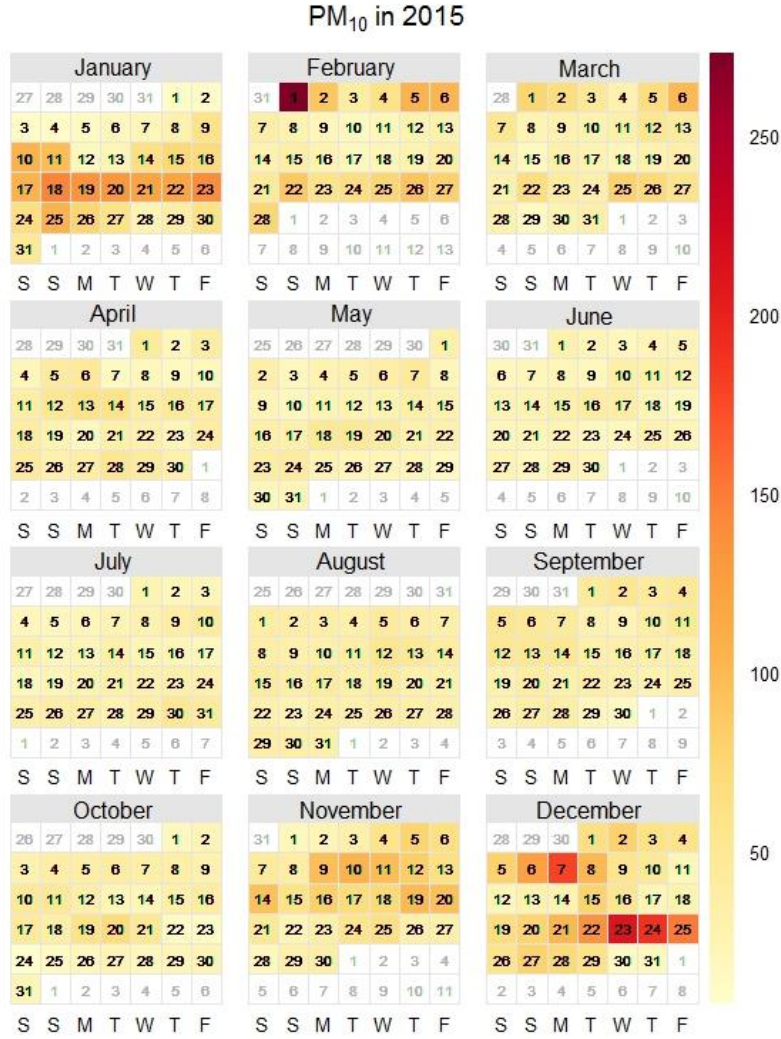 PM10 in 2015
January February March
27 28 29 30 31 1 2 31 1 2 3 4 5 6 28 1 2 3 4 5 6
3 4 5 6 7 8 9 7 8 9 10 11 12 13 7 8 9 10 11 12 13
10 11 12 13 14 15 16 14 15 16 17 18 19 20 14 15 16 17 18 19 20
17 18 19 20 21 22 23 21 22 23 24 25 26 27 21 22 23 24 25 26 27
24 25 26 27 28 29 30 28 1 2 3 4 5 6 28 29 30 31 1 2 3
31 1 2 3 4 5 6 7 8 9 10 11 12 13 4 5 6 7 8 9 10
S S M T W T F S S M T W T F S S M T W T F
April May June
28 29 30 31 1 2 3 25 26 27 28 29 30 1 30 31 1 2 3 4 5
4 5 6 7 8 9 10 2 3 4 5 6 7 8 6 7 8 9 10 11 12
11 12 13 14 15 16 17 9 10 11 12 13 14 15 13 14 15 16 17 18 19
18 19 20 21 22 23 24 16 17 18 19 20 21 22 20 21 22 23 24 25 26
25 26 27 28 29 30 1 23 24 25 26 27 28 29 27 28 29 30 1 2 3
2 3 4 5 6 7 8 30 31 1 2 3 4 5 4 5 6 7 8 9 10
S S M T W T F S S M T W T F S S M T W T F
July August September
27 28 29 30 1 2 3 25 26 27 28 29 30 31 29 30 31 1 2 3 4
4 5 6 7 8 9 10 1 2 3 4 5 6 7 5 6 7 8 9 10 11
11 12 13 14 15 16 17 8 9 10 11 12 13 14 12 13 14 15 16 17 18
18 19 20 21 22 23 24 15 16 17 18 19 20 21 19 20 21 22 23 24 25
25 26 27 28 29 30 31 22 23 24 25 26 27 28 26 27 28 29 30 1 2
1 2 3 4 5 6 7 29 30 31 1 2 3 4 3 4 5 6 7 8 9
S S M T W T F S S M T W T F S S M T W T F
October November December
26 27 28 29 30 1 2 31 1 2 3 4 5 6 28 29 30 1 2 3 4
3 4 5 6 7 8 9 7 8 9 10 11 12 13 5 6 7 8 9 10 11
10 11 12 13 14 15 16 14 15 16 17 18 19 20 12 13 14 15 16 17 18
17 18 19 20 21 22 23 21 22 23 24 25 26 27 19 20 21 22 23 24 25
24 25 26 27 28 29 30 28 29 30 1 2 3 4 26 27 28 29 30 31 1
31 1 2 3 4 5 6 5 6 7 8 9 10 11 2 3 4 5 6 7 8
S S M T W T F S S M T W T F S S M T W T F
250
200
150
100
50